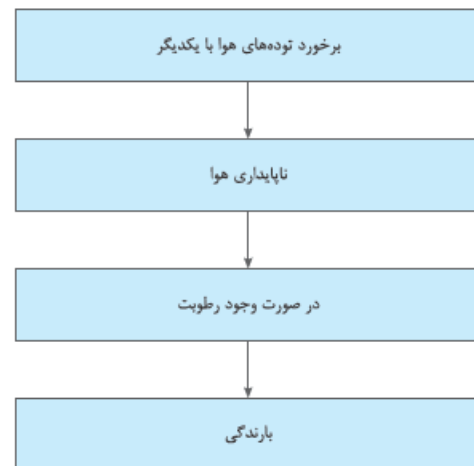 برخورد توده‌های هوا با یکدیگر
ناپایداری هوا
در صورت وجود رطوبت
بارندگی